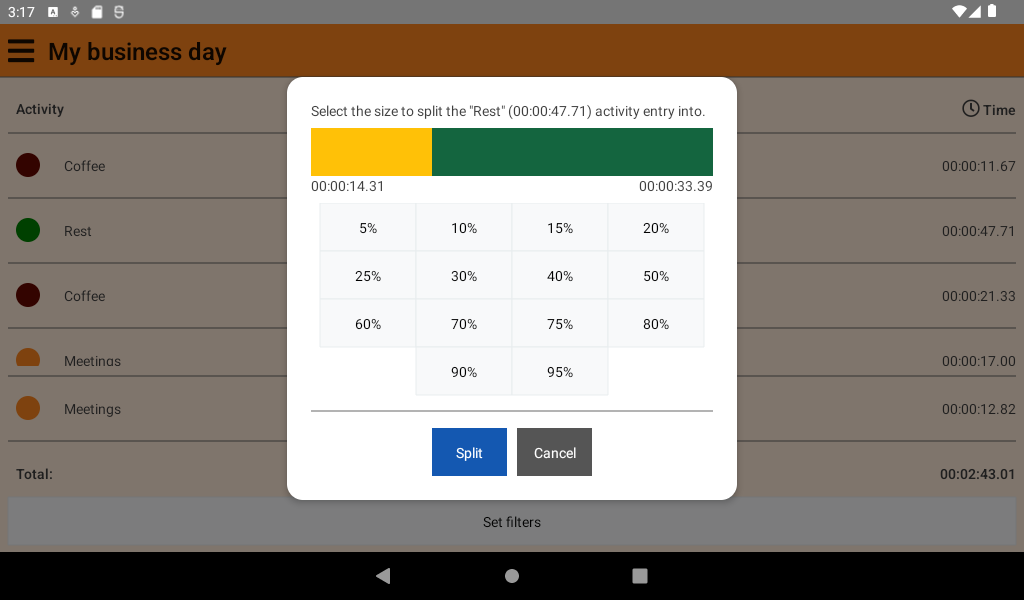 3:17
My business day
Activity
Time
Coffee
00:00:11.67
Rest
00:00:47.71
Coffee
00:00:21.33
Meetings
00:00:17.00
Meetings
00:00:12.82
Total:
00:02:43.01
Set filters
Select the size to split the "Rest" (00:00:47.71) activity entry into.
00:00:14.31
00:00:33.39
5% 10% 15% 20%
25% 30% 40% 50%
60% 70% 75% 80%
90% 95%
Split
Cancel